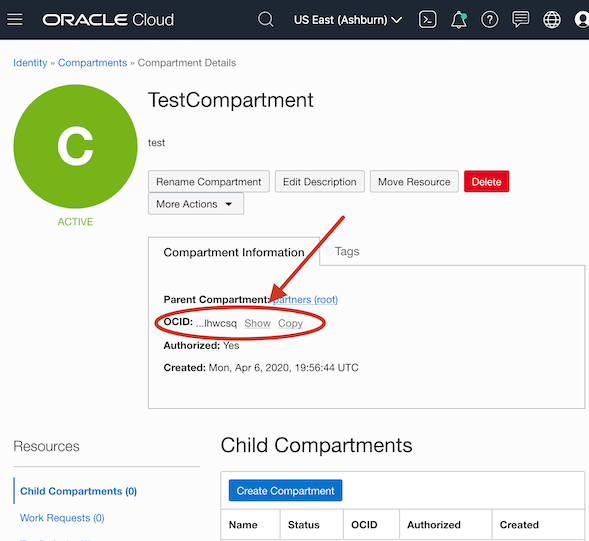 ORACLE Cloud
US East (Ashburn)
Identity » Compartments » Compartment Details
C
ACTIVE
TestCompartment
test
Rename Compartment Edit Description Move Resource Delete
More Actions
Compartment Information Tags
Parent Compartment: partners (root)
OCID: ...lhwcsq Show Copy
Authorized: Yes
Created: Mon, Apr 6, 2020, 19:56:44 UTC
Resources
Child Compartments (0)
Work Requests (0)
Child Compartments
Create Compartment
Name Status OCID Authorized Created